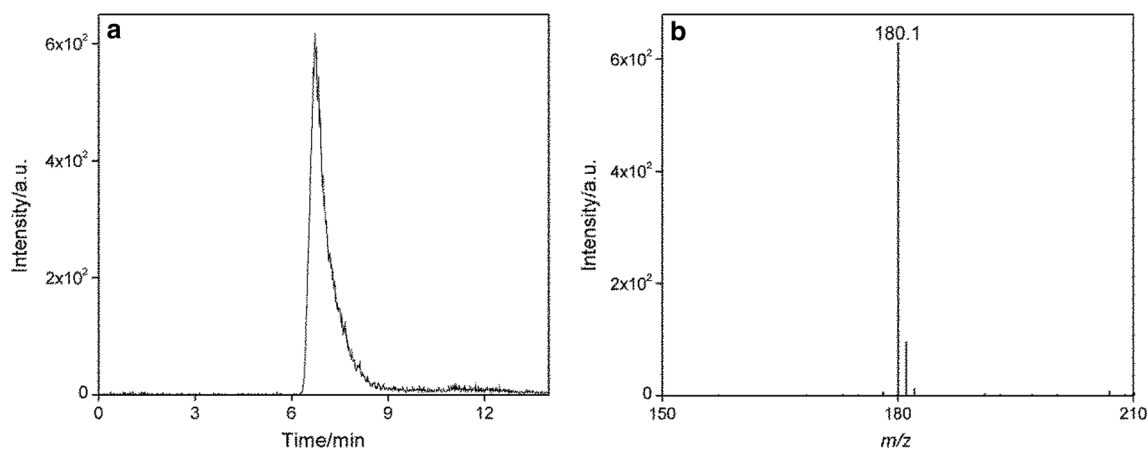 a
6x10²
4x10²
2x10²
0
Intensity/a.u.
0 3 6 9 12
Time/min
b
180.1
6x10²
4x10²
2x10²
0
Intensity/a.u.
150 180 210
m/z